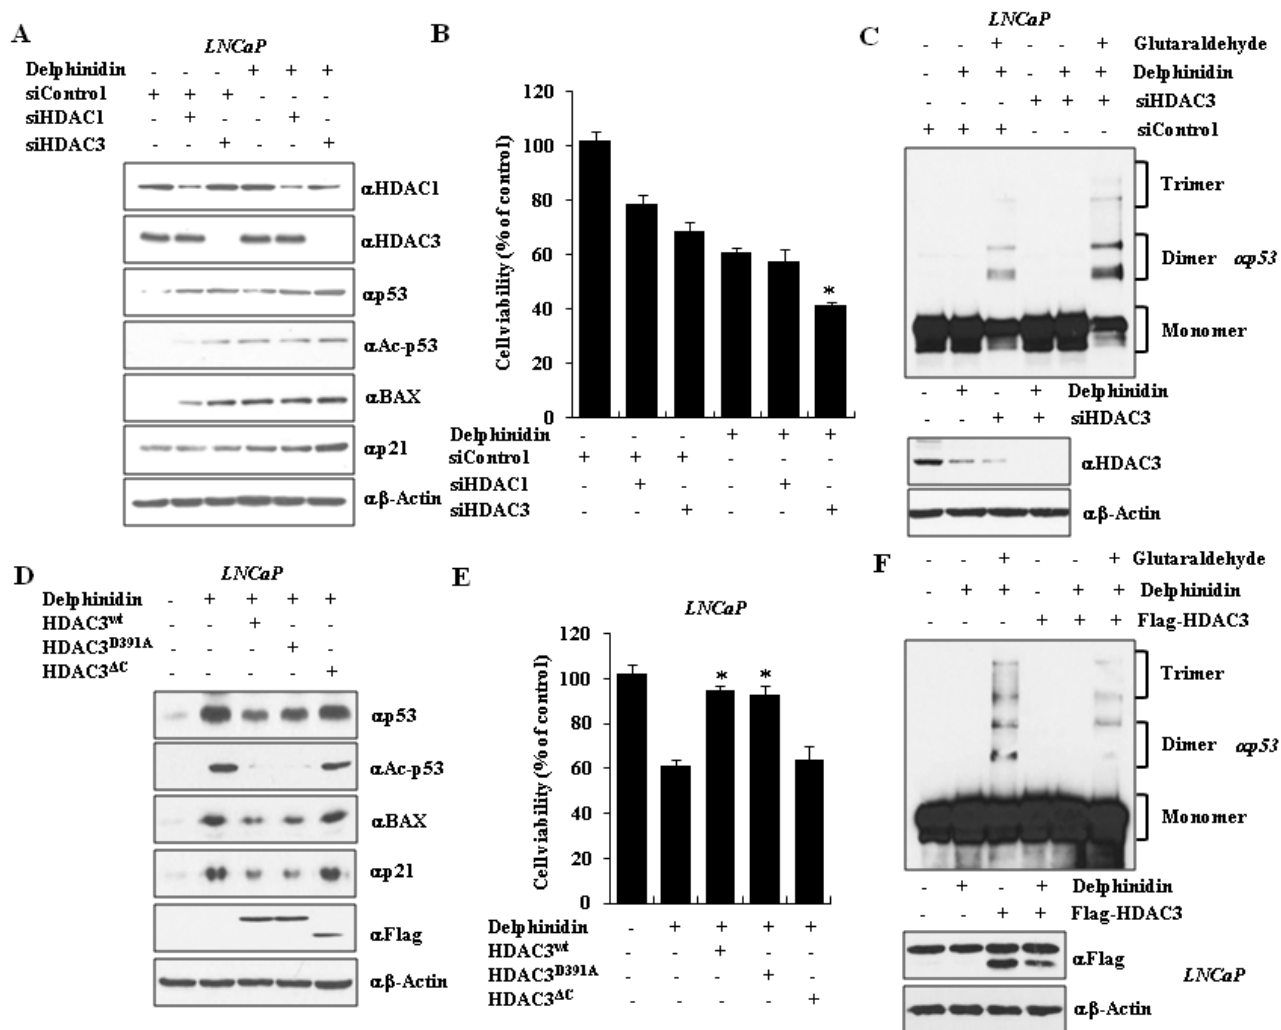 A
LNCaP
Delphinidin - - - + + +
siControl + + + - - -
siHDAC1 - + - - + -
siHDAC3 - - + - - +
αHDAC1
αHDAC3
αp53
αAc-p53
αBAX
αp21
αβ-Actin
B
Cell viability (% of control)
120
100
80
60
40
20
0
*
Delphinidin - - - + + +
siControl + + + - - -
siHDAC1 - + - - + -
siHDAC3 - - + - - +
C
LNCaP
- - + - - + Glutaraldehyde
- + + - + + Delphinidin
- - - + + + siHDAC3
+ + + - - - siControl
Trimer
Dimer αp53
Monomer
- + - + Delphinidin
- - + + siHDAC3
αHDAC3
αβ-Actin
D
LNCaP
Delphinidin - + + + +
HDAC3wt - - + - -
HDAC3D391A - - - + -
HDAC3ΔC - - - - +
αp53
αAc-p53
αBAX
αp21
αFlag
αβ-Actin
E
LNCaP
Cell viability (% of control)
120
100
80
60
40
20
0
* *
Delphinidin - + + + +
HDAC3wt - - + - -
HDAC3D391A - - - + -
HDAC3ΔC - - - - +
F
- - + - - + Glutaraldehyde
- + + - + + Delphinidin
- - - + + + Flag-HDAC3
Trimer
Dimer αp53
Monomer
- + - + Delphinidin
- - + + Flag-HDAC3
αFlag
LNCaP
αβ-Actin